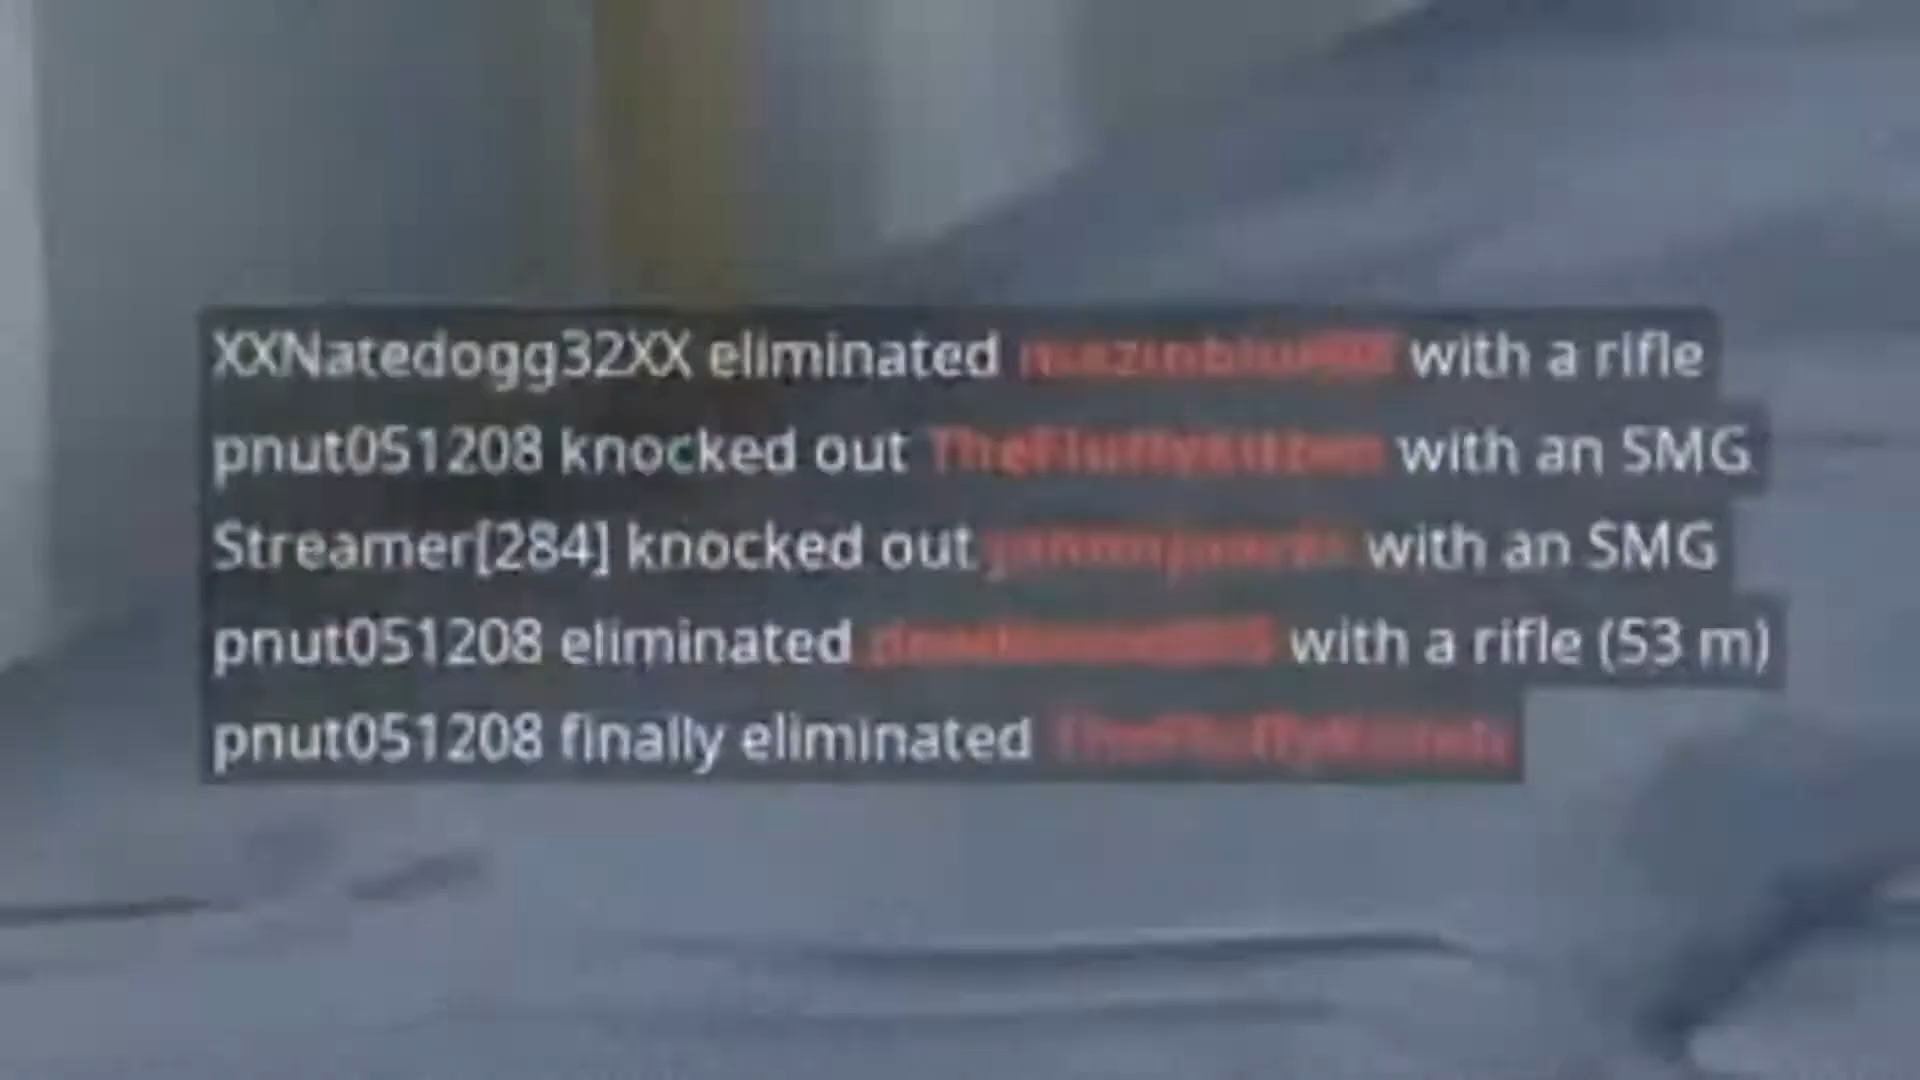 XXNatedogg32XX eliminated with a rifle
pnut051208 knocked out TheFluffyKitten with an SMG
Streamer[284] knocked out with an SMG
pnut051208 eliminated with a rifle (53 m)
pnut051208 finally eliminated